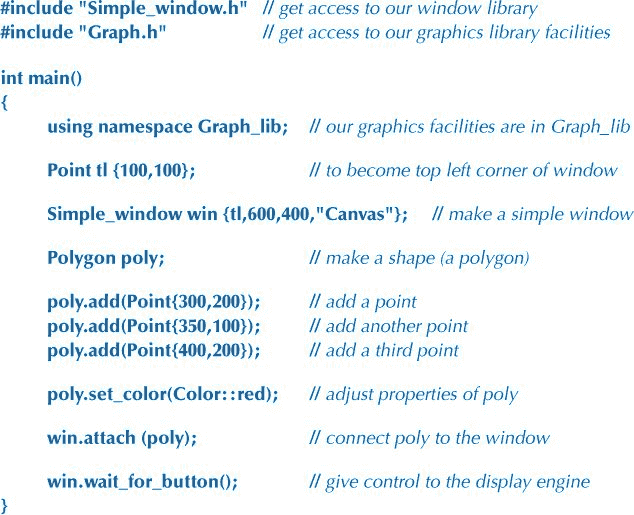 #include "Simple_window.h" // get access to our window library
#include "Graph.h" // get access to our graphics library facilities
int main()
{
using namespace Graph_lib; // our graphics facilities are in Graph_lib
Point tl {100,100}; // to become top left corner of window
Simple_window win {tl,600,400,"Canvas"}; // make a simple window
Polygon poly; // make a shape (a polygon)
poly.add(Point{300,200}); // add a point
poly.add(Point{350,100}); // add another point
poly.add(Point{400,200}); // add a third point
poly.set_color(Color::red); // adjust properties of poly
win.attach (poly); // connect poly to the window
win.wait_for_button(); // give control to the display engine
}